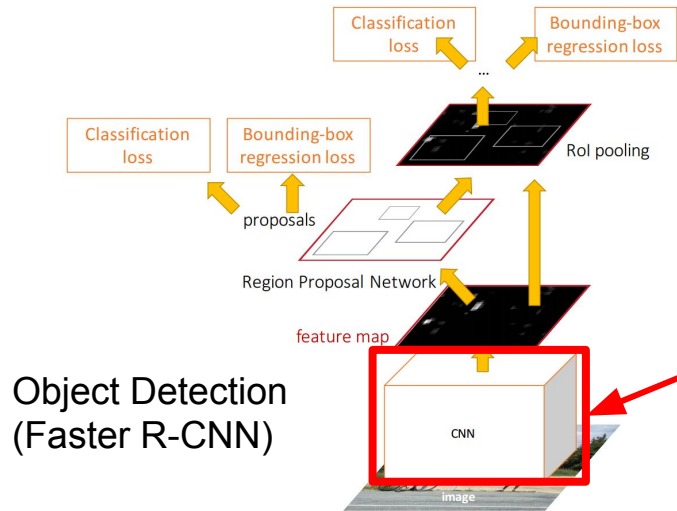 Classification
loss
Bounding-box
regression loss
...
Classification
loss
Bounding-box
regression loss
RoI pooling
proposals
Region Proposal Network
feature map
Object Detection
(Faster R-CNN)
CNN
image